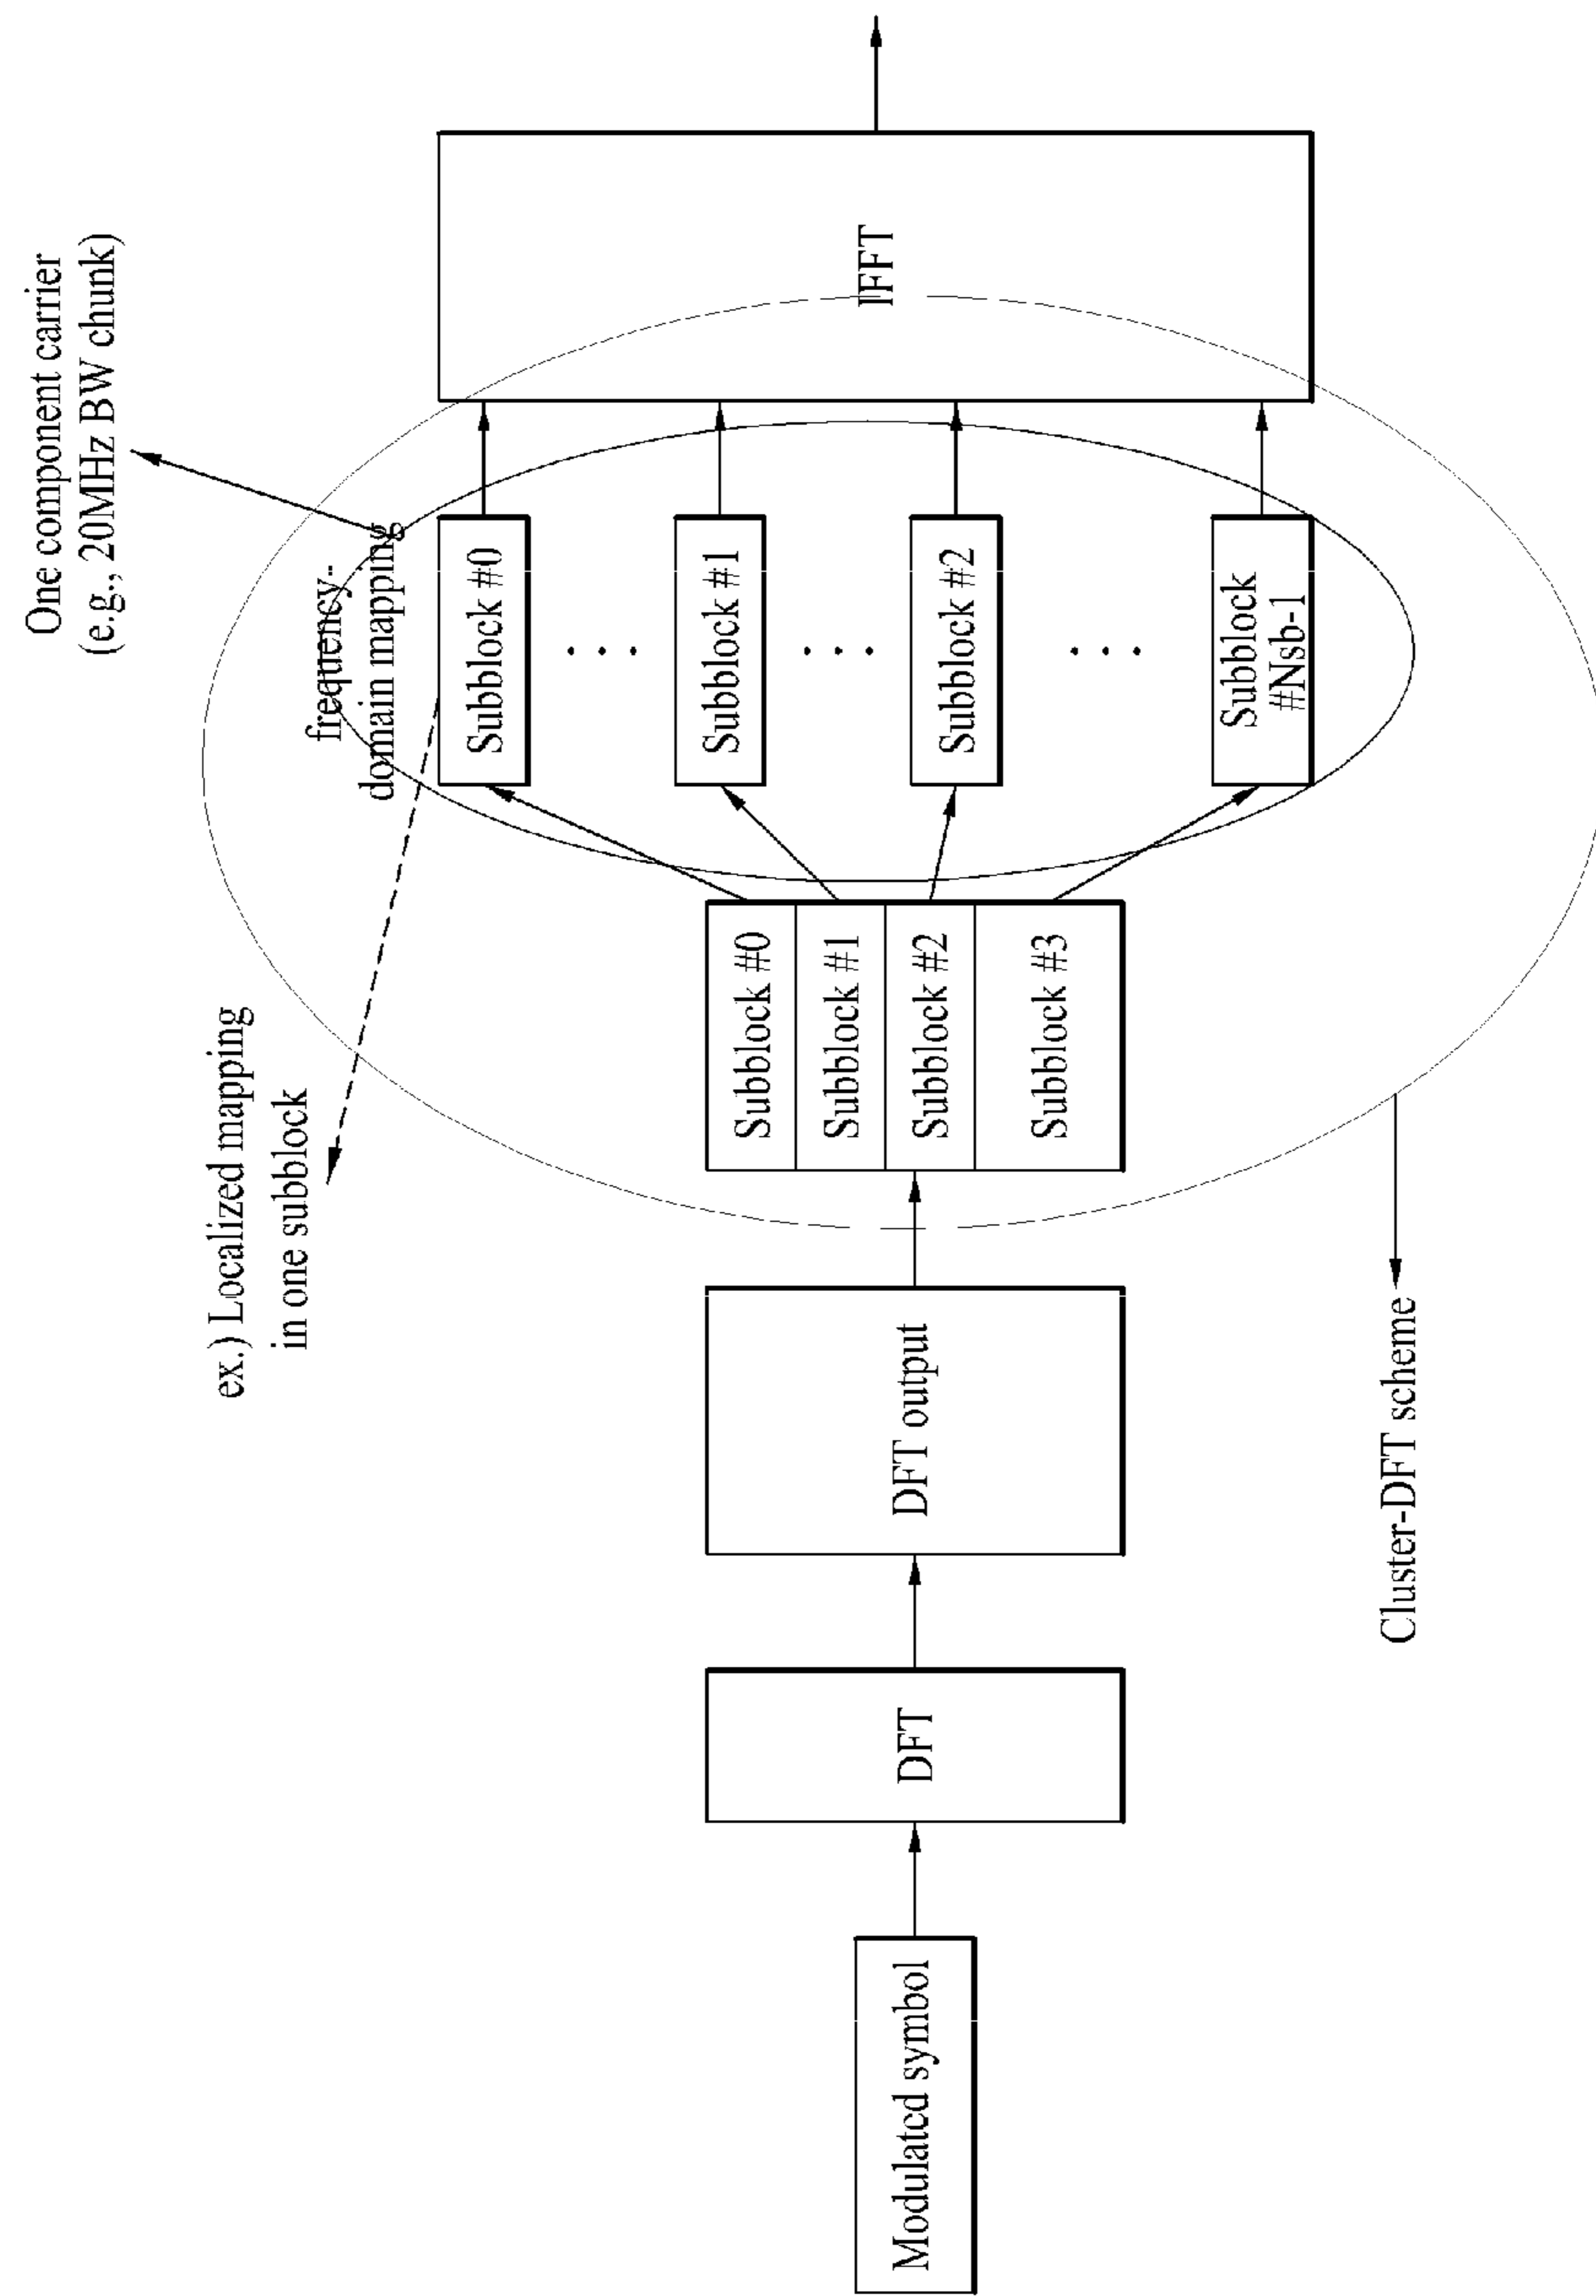 One component carrier
(e.g., 20MHz BW chunk)
ex.) Localized mapping
in one subblock
frequency-
domain mapping
Modulated symbol
DFT
DFT output
Subblock #0
Subblock #1
Subblock #2
Subblock #3
Subblock #0
Subblock #1
Subblock #2
Subblock
#Nsb-1
IFFT
Cluster-DFT scheme